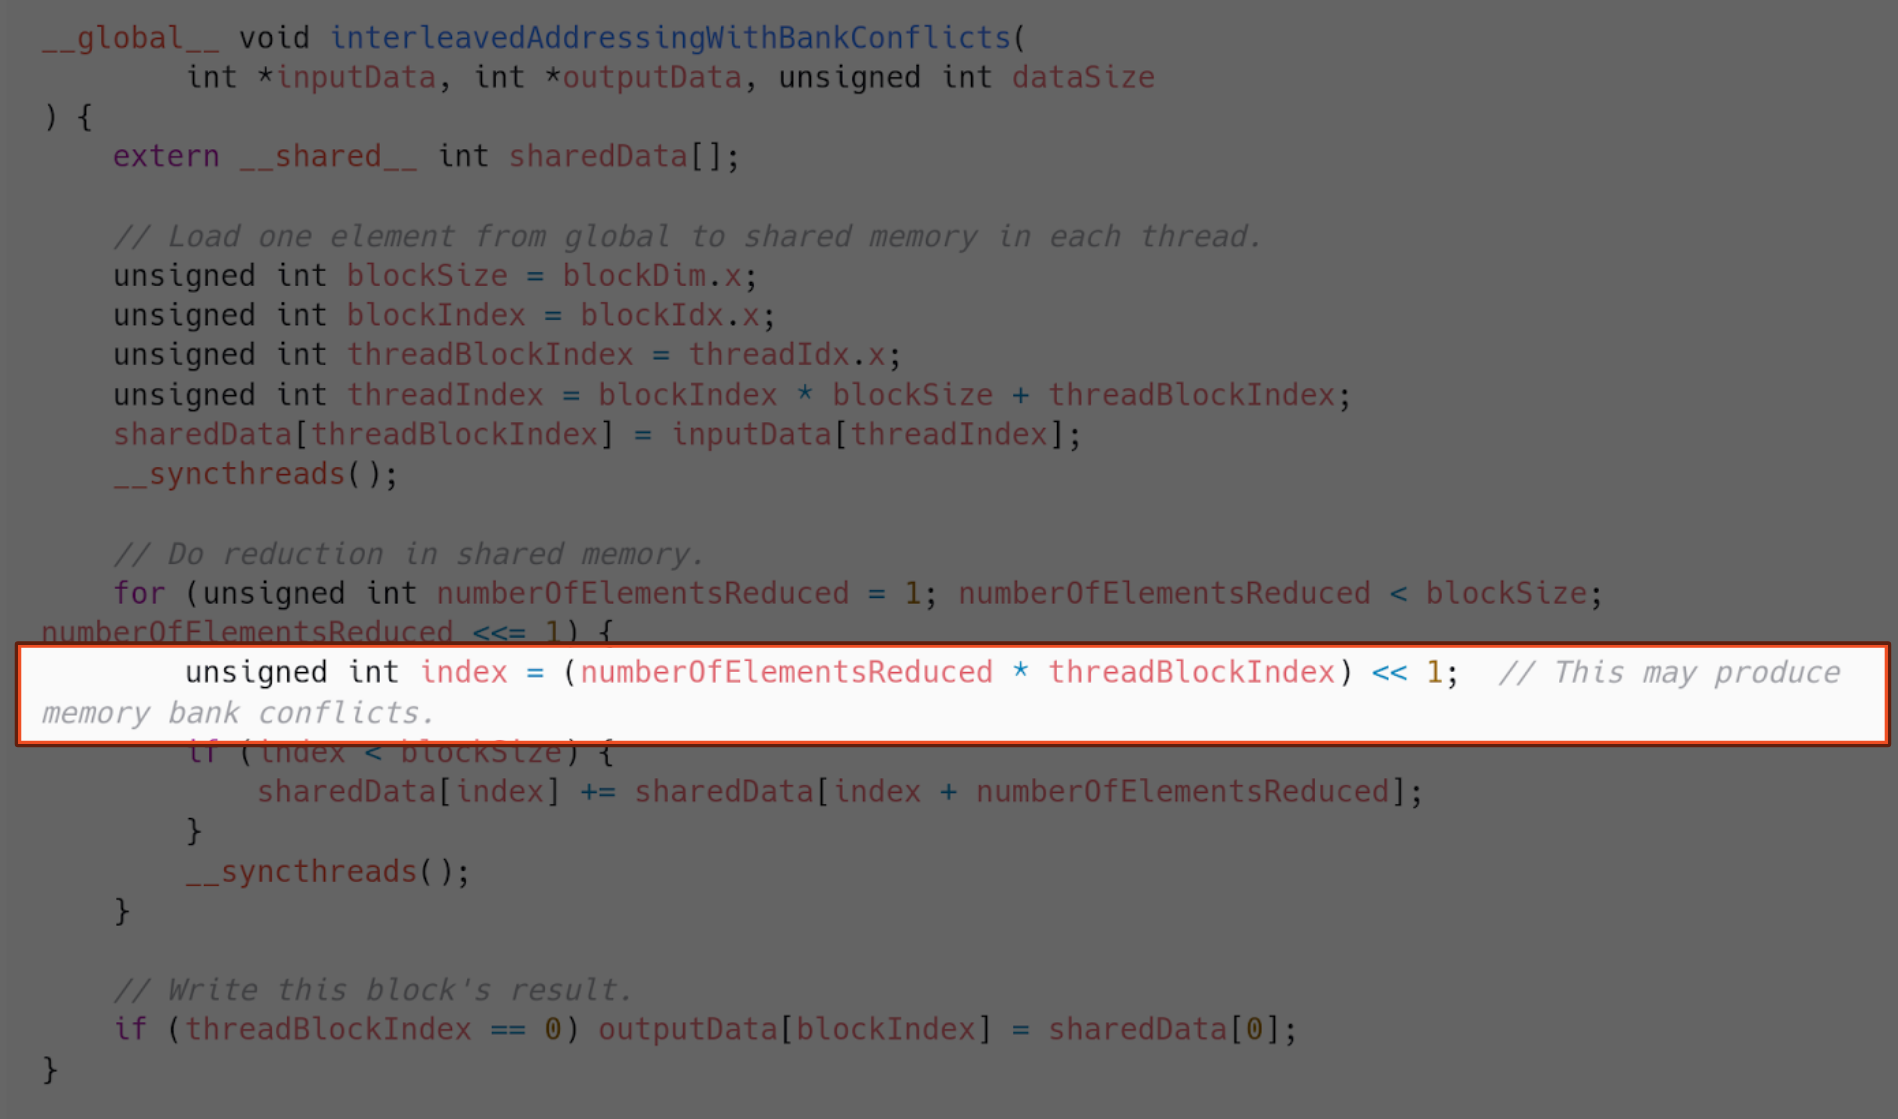 __global__ void interleavedAddressingWithBankConflicts(
        int *inputData, int *outputData, unsigned int dataSize
) {
    extern __shared__ int sharedData[];

    // Load one element from global to shared memory in each thread.
    unsigned int blockSize = blockDim.x;
    unsigned int blockIndex = blockIdx.x;
    unsigned int threadBlockIndex = threadIdx.x;
    unsigned int threadIndex = blockIndex * blockSize + threadBlockIndex;
    sharedData[threadBlockIndex] = inputData[threadIndex];
    __syncthreads();

    // Do reduction in shared memory.
    for (unsigned int numberOfElementsReduced = 1; numberOfElementsReduced < blockSize;
numberOfElementsReduced <<= 1) {
        unsigned int index = (numberOfElementsReduced * threadBlockIndex) << 1;  // This may produce
memory bank conflicts.
        if (index < blockSize) {
            sharedData[index] += sharedData[index + numberOfElementsReduced];
        }
        __syncthreads();
    }

    // Write this block's result.
    if (threadBlockIndex == 0) outputData[blockIndex] = sharedData[0];
}